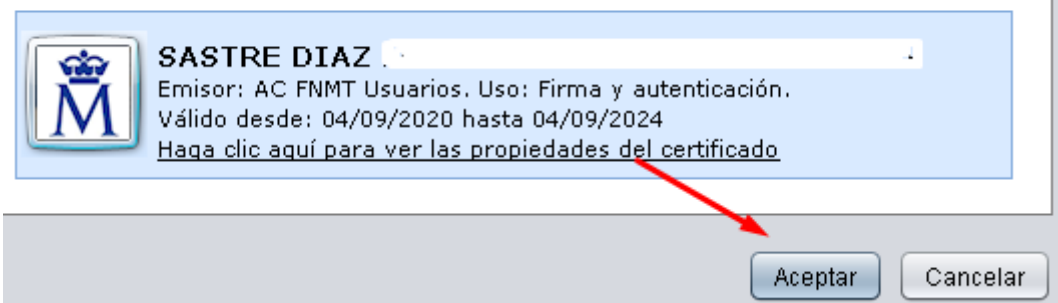 SASTRE DIAZ
Emisor: AC FNMT Usuarios. Uso: Firma y autenticación.
Válido desde: 04/09/2020 hasta 04/09/2024
Haga clic aquí para ver las propiedades del certificado
Aceptar
Cancelar